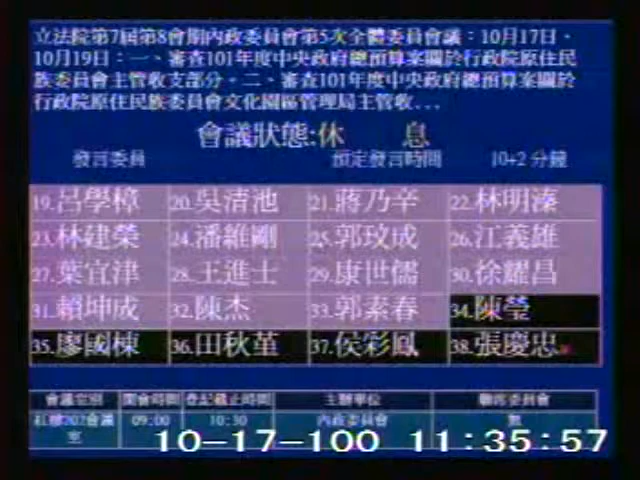 立法院第7屆第8會期內政委員會第5次全體委員會議：10月17日、
10月19日：一、審查101年度中央政府總預算案關於行政院原住民
族委員會主管收支部分。二、審查101年度中央政府總預算案關於
行政院原住民族委員會文化園區管理局主管收...
會議狀態:休 息
發言委員 預定發言時間 10+2 分鐘
19.呂學樟 20.吳清池 21.蔣乃辛 22.林明溱
23.林建榮 24.潘維剛 25.郭玟成 26.江義雄
27.葉宜津 28.王進士 29.康世儒 30.徐耀昌
31.賴坤成 32.陳杰 33.郭素春 34.陳瑩
35.廖國棟 36.田秋堇 37.侯彩鳳 38.張慶忠
會議室別 開會時間 登記截止時間 主辦單位 聯席委員會
紅樓202會議室 09:00 10:30 內政委員會 無
10-17-100 11:35:57